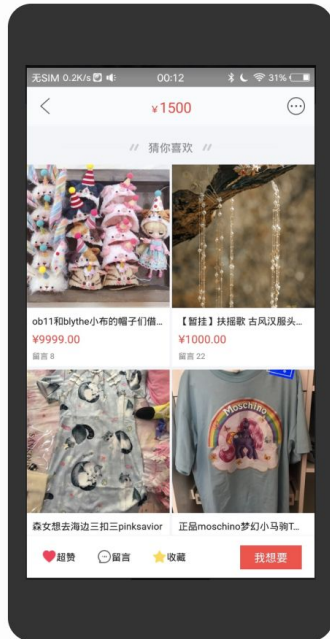 无SIM 0.2K/s 00:12 31%
¥1500
// 猜你喜欢 //
ob11和blythe小布的帽子们借...
¥9999.00
留言 8
【暂挂】扶摇歌 古风汉服头...
¥1000.00
留言 22
Moschino
森女想去海边三扣三pinksavior
正品moschino梦幻小马驹T...
超赞 留言 收藏 我想要